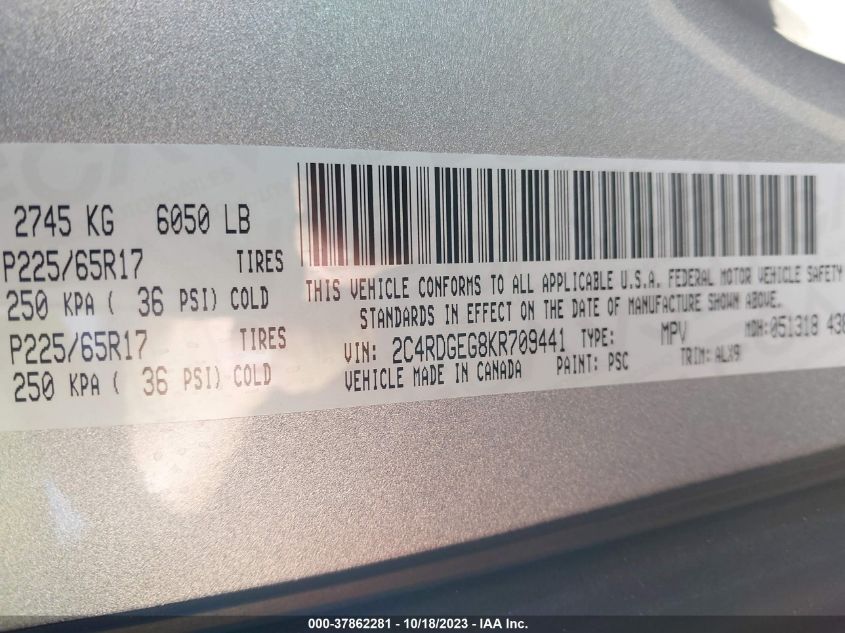 2745 KG 6050 LB
P225/65R17 TIRES
250 KPA ( 36 PSI) COLD
P225/65R17 TIRES
250 KPA ( 36 PSI) COLD
THIS VEHICLE CONFORMS TO ALL APPLICABLE U.S.A. FEDERAL MOTOR VEHICLE SAFETY
STANDARDS IN EFFECT ON THE DATE OF MANUFACTURE SHOWN ABOVE.
VIN: 2C4RDGEG8KR709441 TYPE: MPV MDH:051318 438
VEHICLE MADE IN CANADA PAINT: PSC TRIM: ALX9
000-37862281 - 10/18/2023 - IAA Inc.